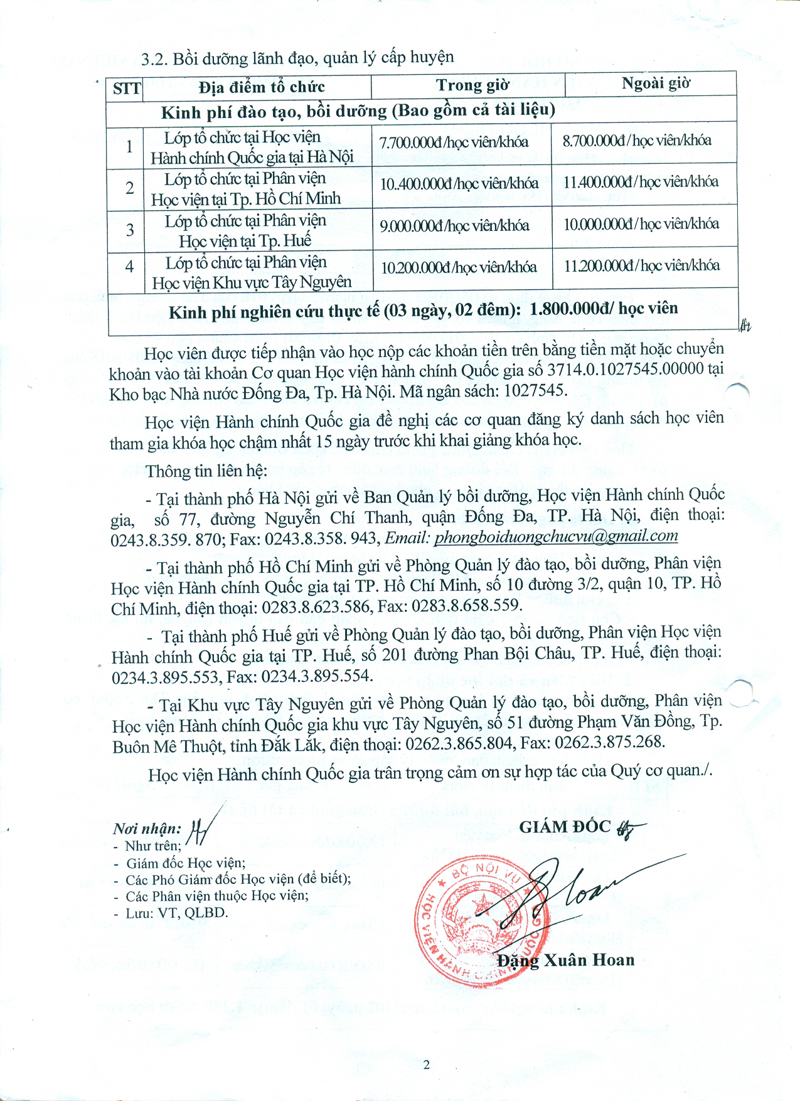 3.2. Bồi dưỡng lãnh đạo, quản lý cấp huyện
STT Địa điểm tổ chức Trong giờ Ngoài giờ
Kinh phí đào tạo, bồi dưỡng (Bao gồm cả tài liệu)
1 Lớp tổ chức tại Học viện Hành chính Quốc gia tại Hà Nội 7.700.000đ/học viên/khóa 8.700.000đ/học viên/khóa
2 Lớp tổ chức tại Phân viện Học viện tại Tp. Hồ Chí Minh 10..400.000đ/học viên/khóa 11.400.000đ/học viên/khóa
3 Lớp tổ chức tại Phân viện Học viện tại Tp. Huế 9.000.000đ/học viên/khóa 10.000.000đ/học viên/khóa
4 Lớp tổ chức tại Phân viện Học viện Khu vực Tây Nguyên 10.200.000đ/học viên/khóa 11.200.000đ/học viên/khóa
Kinh phí nghiên cứu thực tế (03 ngày, 02 đêm): 1.800.000đ/ học viên
Học viên được tiếp nhận vào học nộp các khoản tiền trên bằng tiền mặt hoặc chuyển
khoản vào tài khoản Cơ quan Học viện hành chính Quốc gia số 3714.0.1027545.00000 tại
Kho bạc Nhà nước Đống Đa, Tp. Hà Nội. Mã ngân sách: 1027545.
Học viện Hành chính Quốc gia đề nghị các cơ quan đăng ký danh sách học viên
tham gia khóa học chậm nhất 15 ngày trước khi khai giảng khóa học.
Thông tin liên hệ:
- Tại thành phố Hà Nội gửi về Ban Quản lý bồi dưỡng, Học viện Hành chính Quốc
gia, số 77, đường Nguyễn Chí Thanh, quận Đống Đa, TP. Hà Nội, điện thoại:
0243.8.359. 870; Fax: 0243.8.358. 943, Email: phongboiduongchucvu@gmail.com
- Tại thành phố Hồ Chí Minh gửi về Phòng Quản lý đào tạo, bồi dưỡng, Phân viện
Học viện Hành chính Quốc gia tại TP. Hồ Chí Minh, số 10 đường 3/2, quận 10, TP. Hồ
Chí Minh, điện thoại: 0283.8.623.586, Fax: 0283.8.658.559.
- Tại thành phố Huế gửi về Phòng Quản lý đào tạo, bồi dưỡng, Phân viện Học viện
Hành chính Quốc gia tại TP. Huế, số 201 đường Phan Bội Châu, TP. Huế, điện thoại:
0234.3.895.553, Fax: 0234.3.895.554.
- Tại Khu vực Tây Nguyên gửi về Phòng Quản lý đào tạo, bồi dưỡng, Phân viện
Học viện Hành chính Quốc gia khu vực Tây Nguyên, số 51 đường Phạm Văn Đồng, Tp.
Buôn Mê Thuột, tỉnh Đắk Lắk, điện thoại: 0262.3.865.804, Fax: 0262.3.875.268.
Học viện Hành chính Quốc gia trân trọng cảm ơn sự hợp tác của Quý cơ quan./.
Nơi nhận:
- Như trên;
- Giám đốc Học viện;
- Các Phó Giám đốc Học viện (để biết);
- Các Phân viện thuộc Học viện;
- Lưu: VT, QLBD.
GIÁM ĐỐC
BỘ NỘI VỤ
HỌC VIỆN HÀNH CHÍNH QUỐC GIA
Đặng Xuân Hoan
2